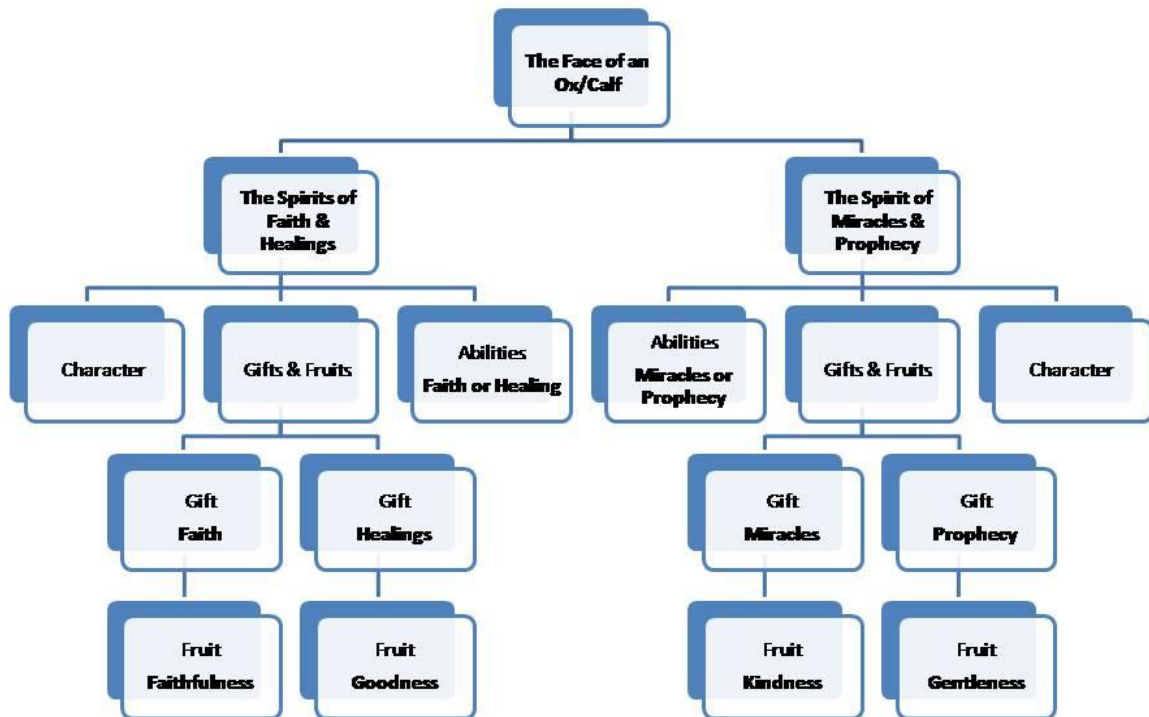 The Face of an
Ox/Calf
The Spirits of
Faith &
Healings
The Spirit of
Miracles &
Prophecy
Character
Gifts & Fruits
Abilities
Faith or Healing
Abilities
Miracles or
Prophecy
Gifts & Fruits
Character
Gift
Faith
Gift
Healings
Gift
Miracles
Gift
Prophecy
Fruit
Faithfulness
Fruit
Goodness
Fruit
Kindness
Fruit
Gentleness